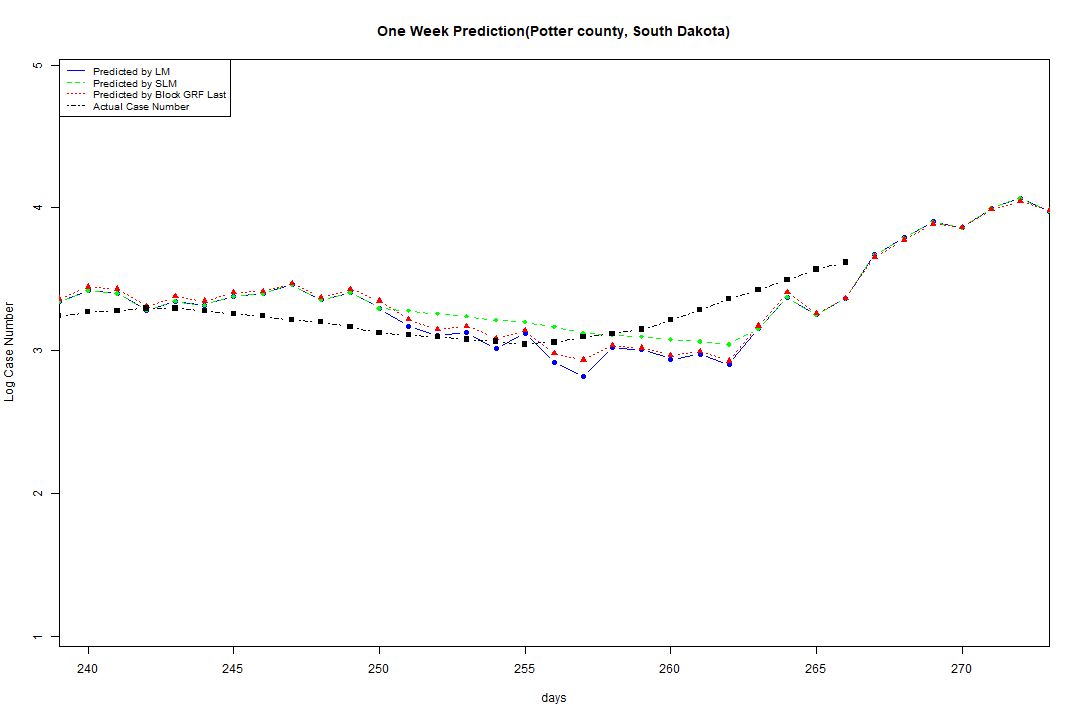 One Week Prediction(Potter county, South Dakota)
Predicted by LM
Predicted by SLM
Predicted by Block GRF Last
Actual Case Number
5
4
3
2
1
Log Case Number
240 245 250 255 260 265 270
days